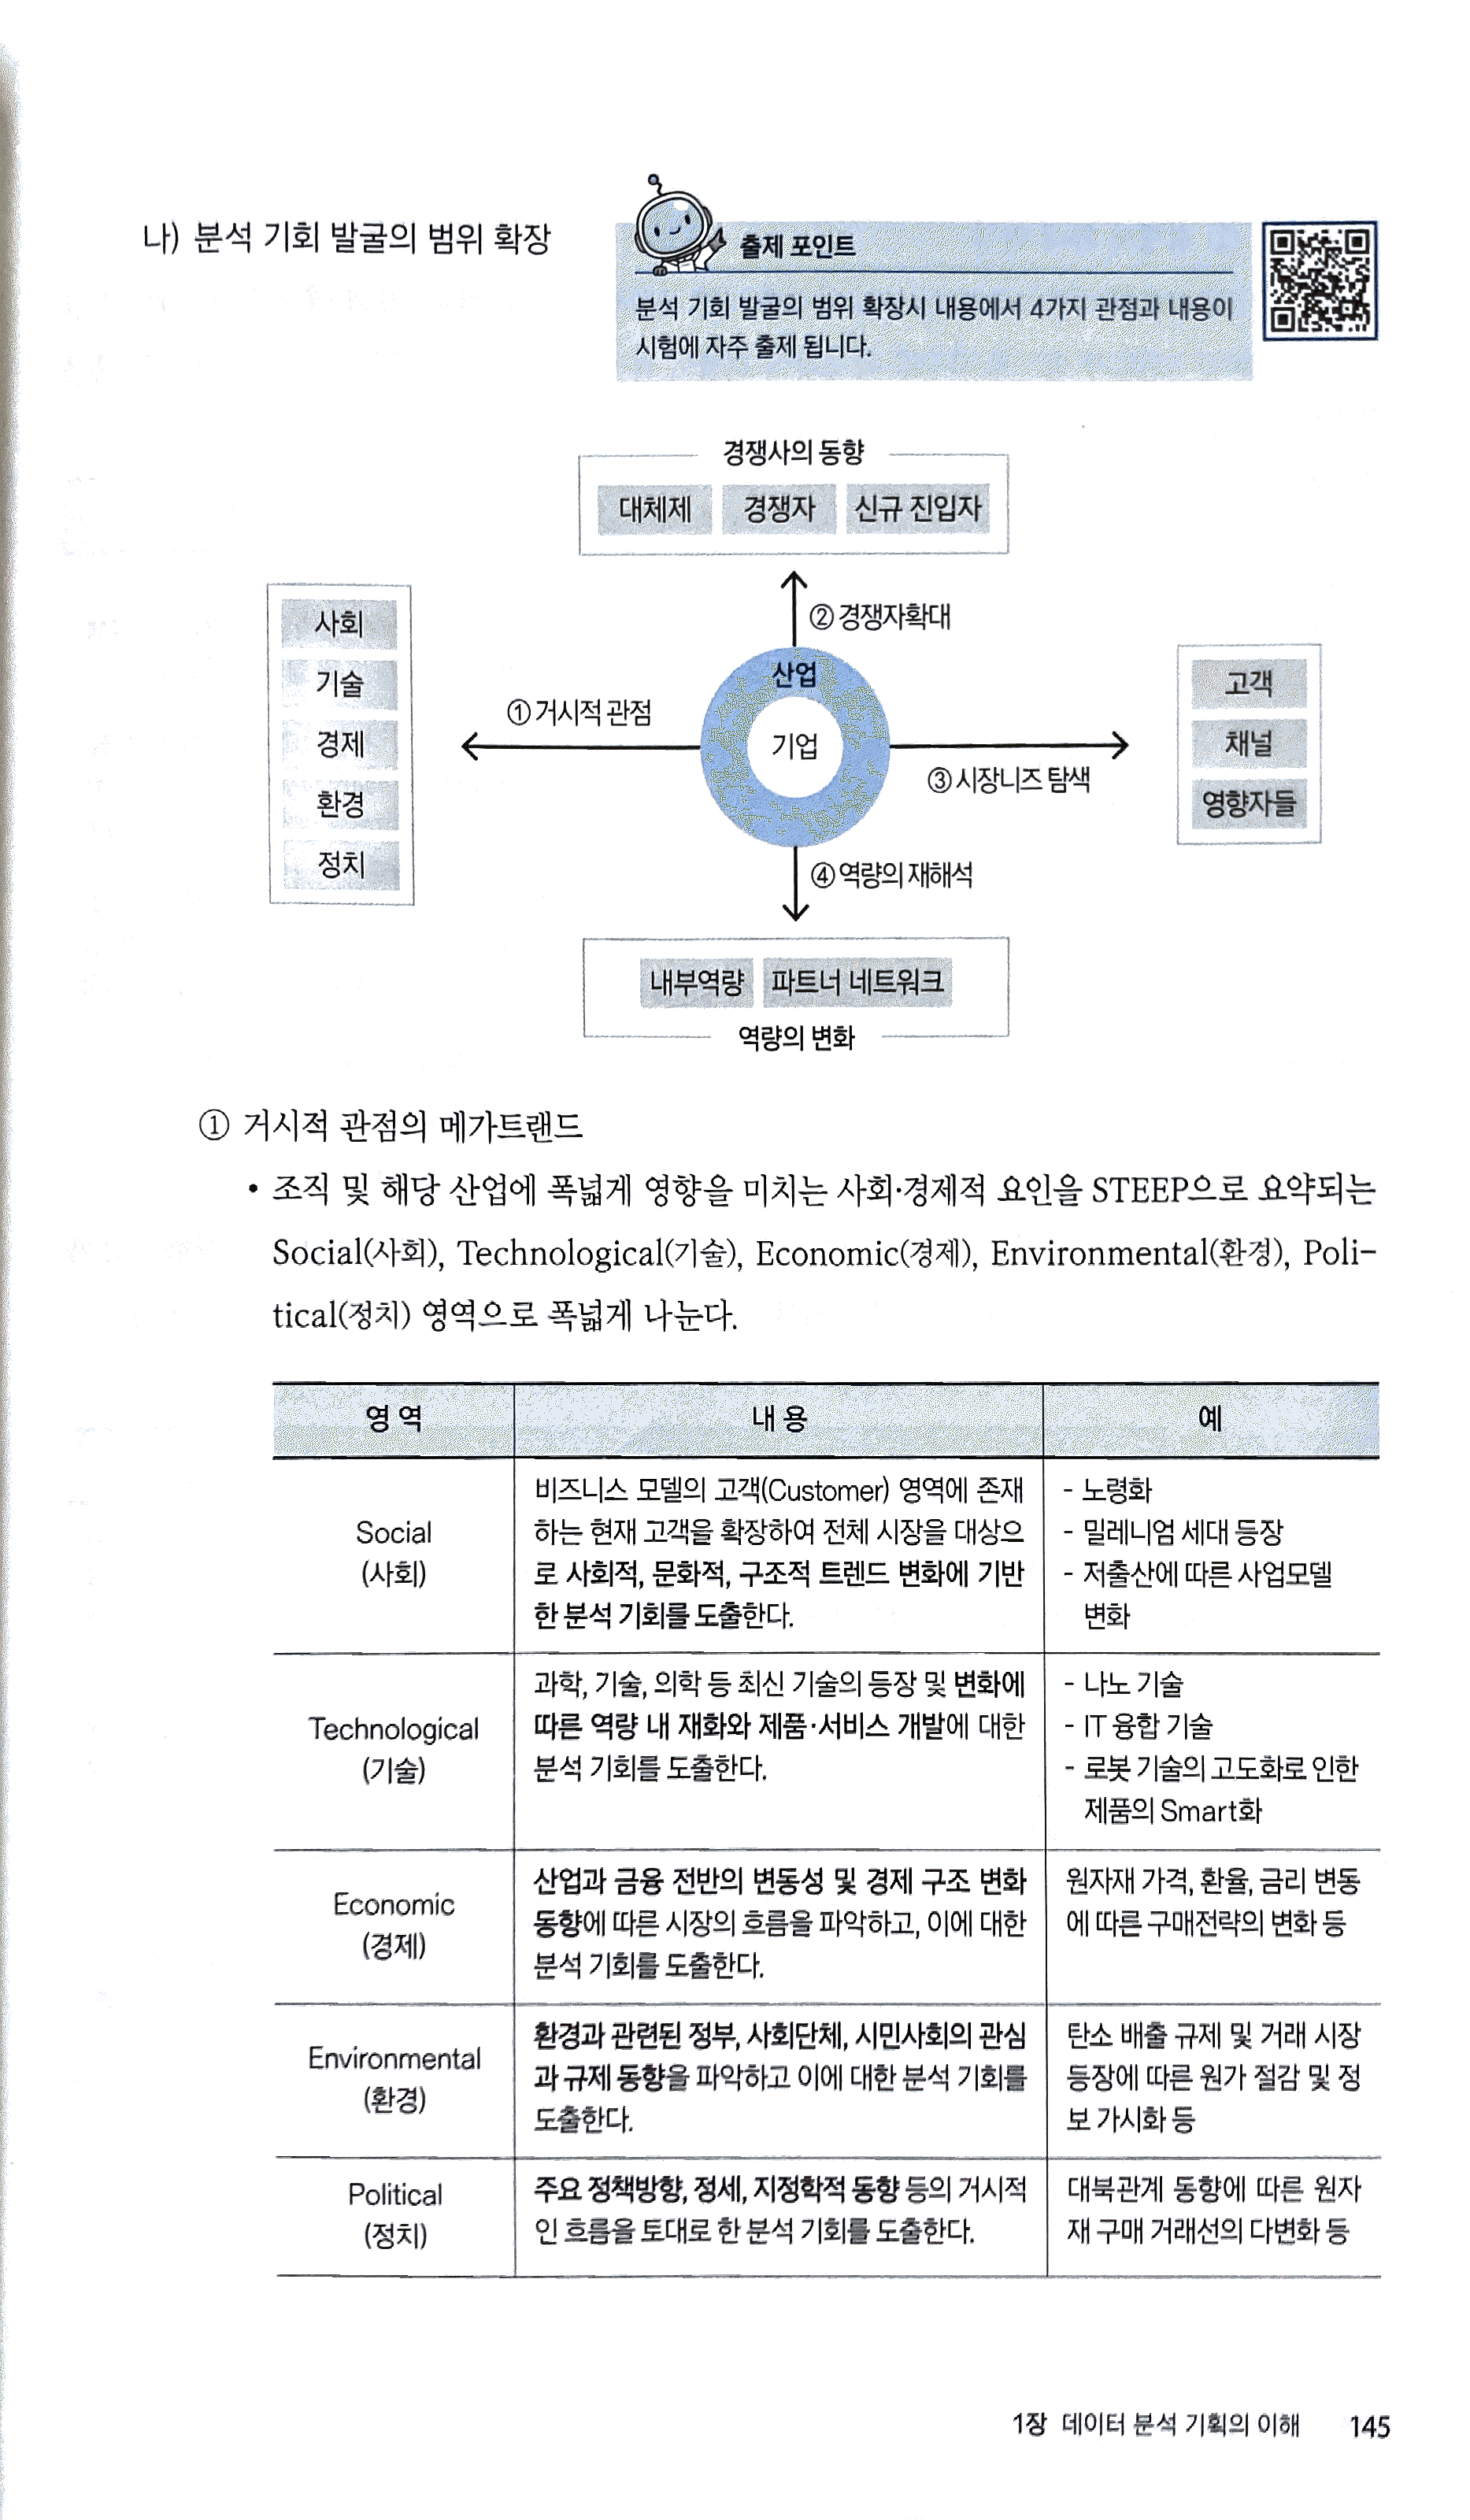 나) 분석 기회 발굴의 범위 확장
출제 포인트
분석 기회 발굴의 범위 확장시 내용에서 4가지 관점과 내용이
시험에 자주 출제 됩니다.
경쟁사의 동향
대체제 경쟁자 신규 진입자
② 경쟁자확대
사회
기술
경제
환경
정치
① 거시적 관점
산업
기업
③ 시장니즈 탐색
고객
채널
영향자들
④ 역량의 재해석
내부역량 파트너 네트워크
역량의 변화
① 거시적 관점의 메가트랜드
• 조직 및 해당 산업에 폭넓게 영향을 미치는 사회·경제적 요인을 STEEP으로 요약되는
Social(사회), Technological(기술), Economic(경제), Environmental(환경), Poli-
tical(정치) 영역으로 폭넓게 나눈다.
영 역 내 용 예
Social
(사회)
비즈니스 모델의 고객(Customer) 영역에 존재
하는 현재 고객을 확장하여 전체 시장을 대상으
로 사회적, 문화적, 구조적 트렌드 변화에 기반
한 분석 기회를 도출한다.
- 노령화
- 밀레니엄 세대 등장
- 저출산에 따른 사업모델
변화
Technological
(기술)
과학, 기술, 의학 등 최신 기술의 등장 및 변화에
따른 역량 내 재화와 제품·서비스 개발에 대한
분석 기회를 도출한다.
- 나노 기술
- IT 융합 기술
- 로봇 기술의 고도화로 인한
제품의 Smart화
Economic
(경제)
산업과 금융 전반의 변동성 및 경제 구조 변화
동향에 따른 시장의 흐름을 파악하고, 이에 대한
분석 기회를 도출한다.
원자재 가격, 환율, 금리 변동
에 따른 구매전략의 변화 등
Environmental
(환경)
환경과 관련된 정부, 사회단체, 시민사회의 관심
과 규제 동향을 파악하고 이에 대한 분석 기회를
도출한다.
탄소 배출 규제 및 거래 시장
등장에 따른 원가 절감 및 정
보 가시화 등
Political
(정치)
주요 정책방향, 정세, 지정학적 동향 등의 거시적
인 흐름을 토대로 한 분석 기회를 도출한다.
대북관계 동향에 따른 원자
재 구매 거래선의 다변화 등
1장 데이터 분석 기획의 이해 145